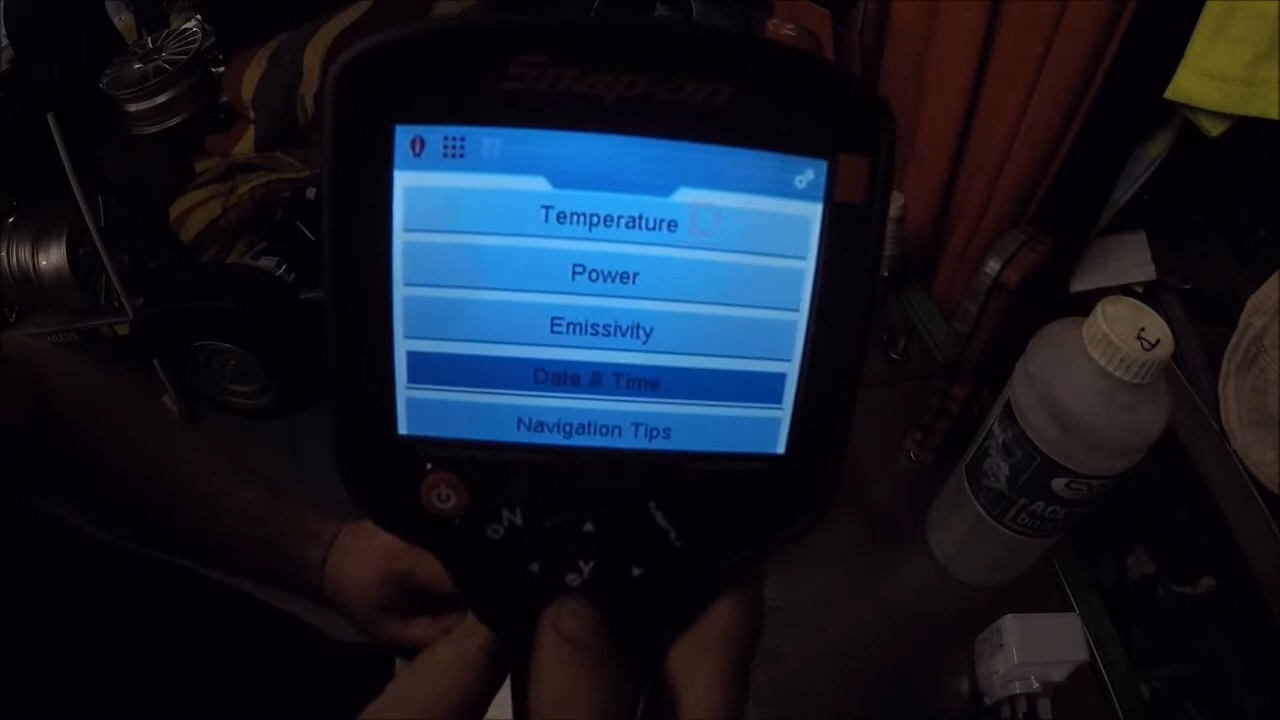 Snap-on
Temperature
Power
Emissivity
Date & Time
Navigation Tips
N
Y